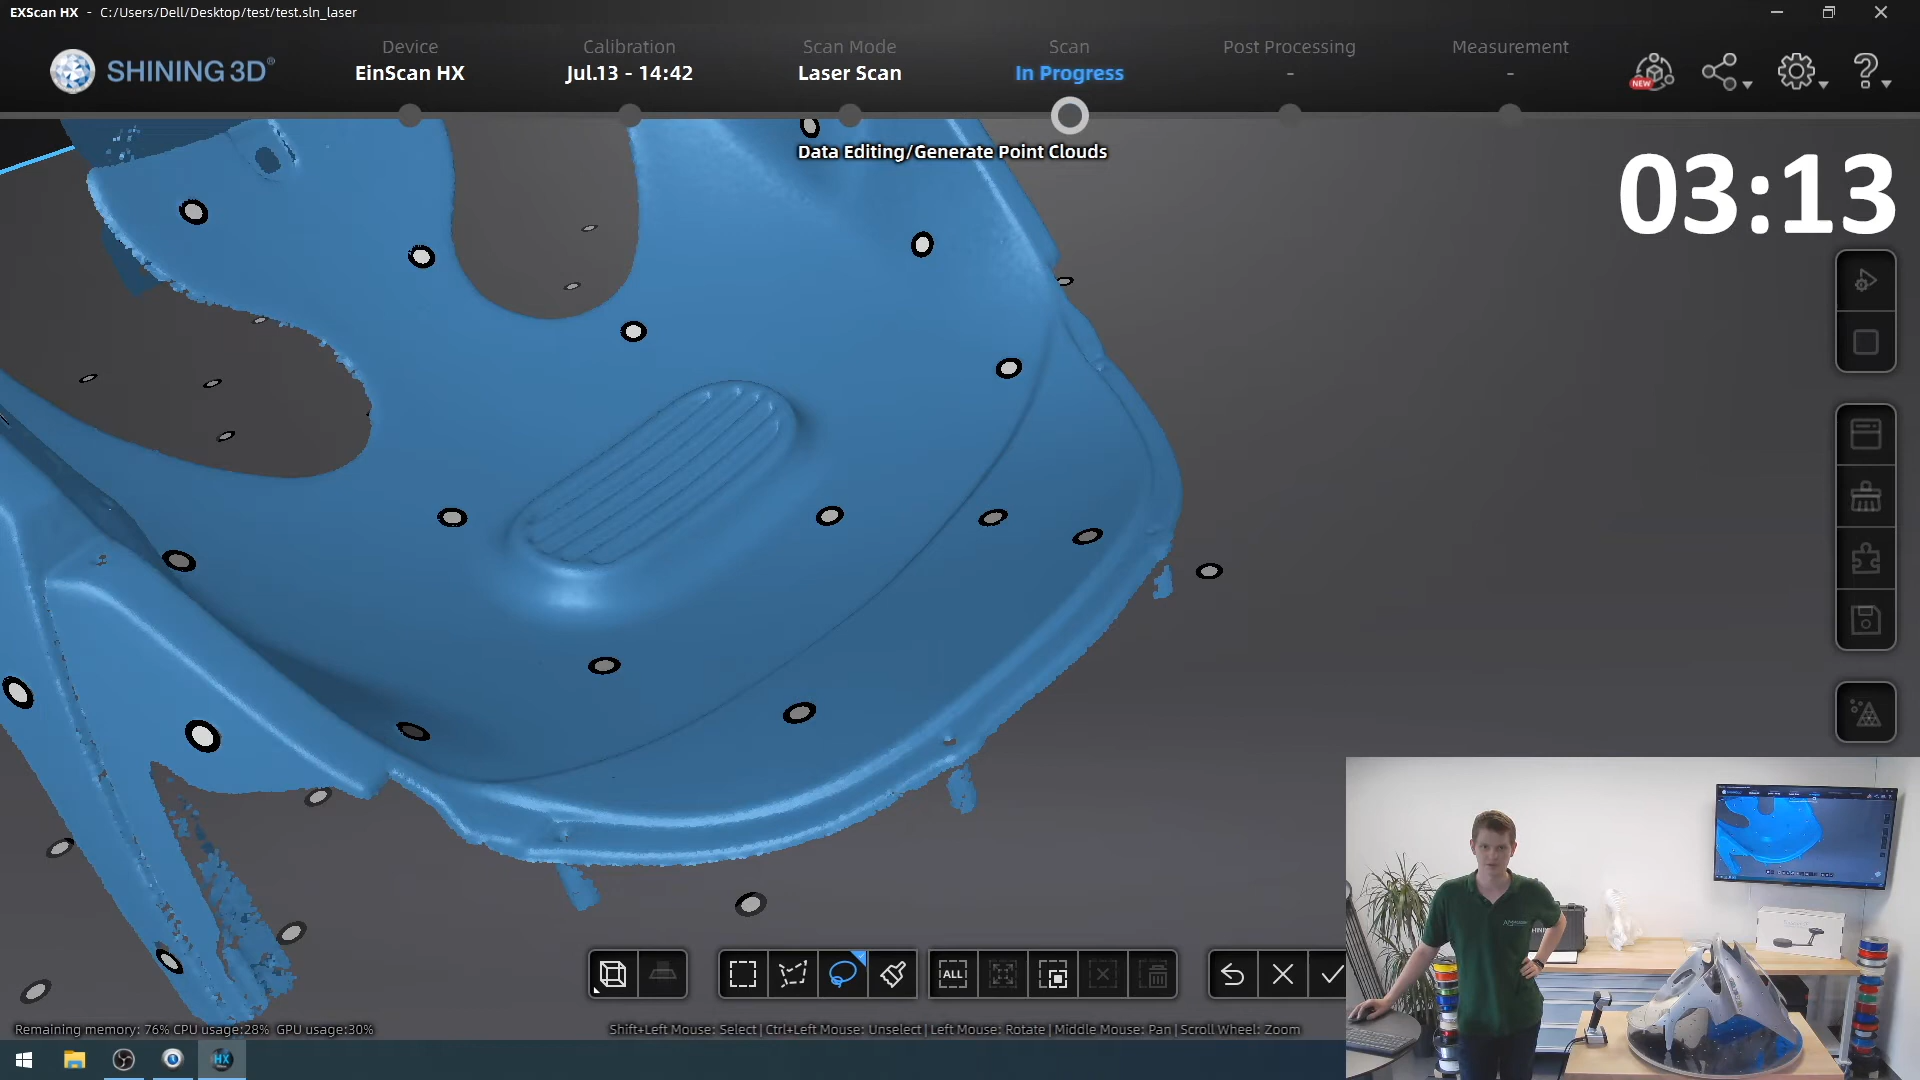 EXScan HX - C:/Users/Dell/Desktop/test/test.sln_laser
SHINING 3D®
Device
EinScan HX
Calibration
Jul.13 - 14:42
Scan Mode
Laser Scan
Scan
In Progress
Post Processing
-
Measurement
-
NEW
Data Editing/Generate Point Clouds
03:13
ALL
Remaining memory: 76% CPU usage:28% GPU usage:30%
Shift+Left Mouse: Select | Ctrl+Left Mouse: Unselect | Left Mouse: Rotate | Middle Mouse: Pan | Scroll Wheel: Zoom
HX